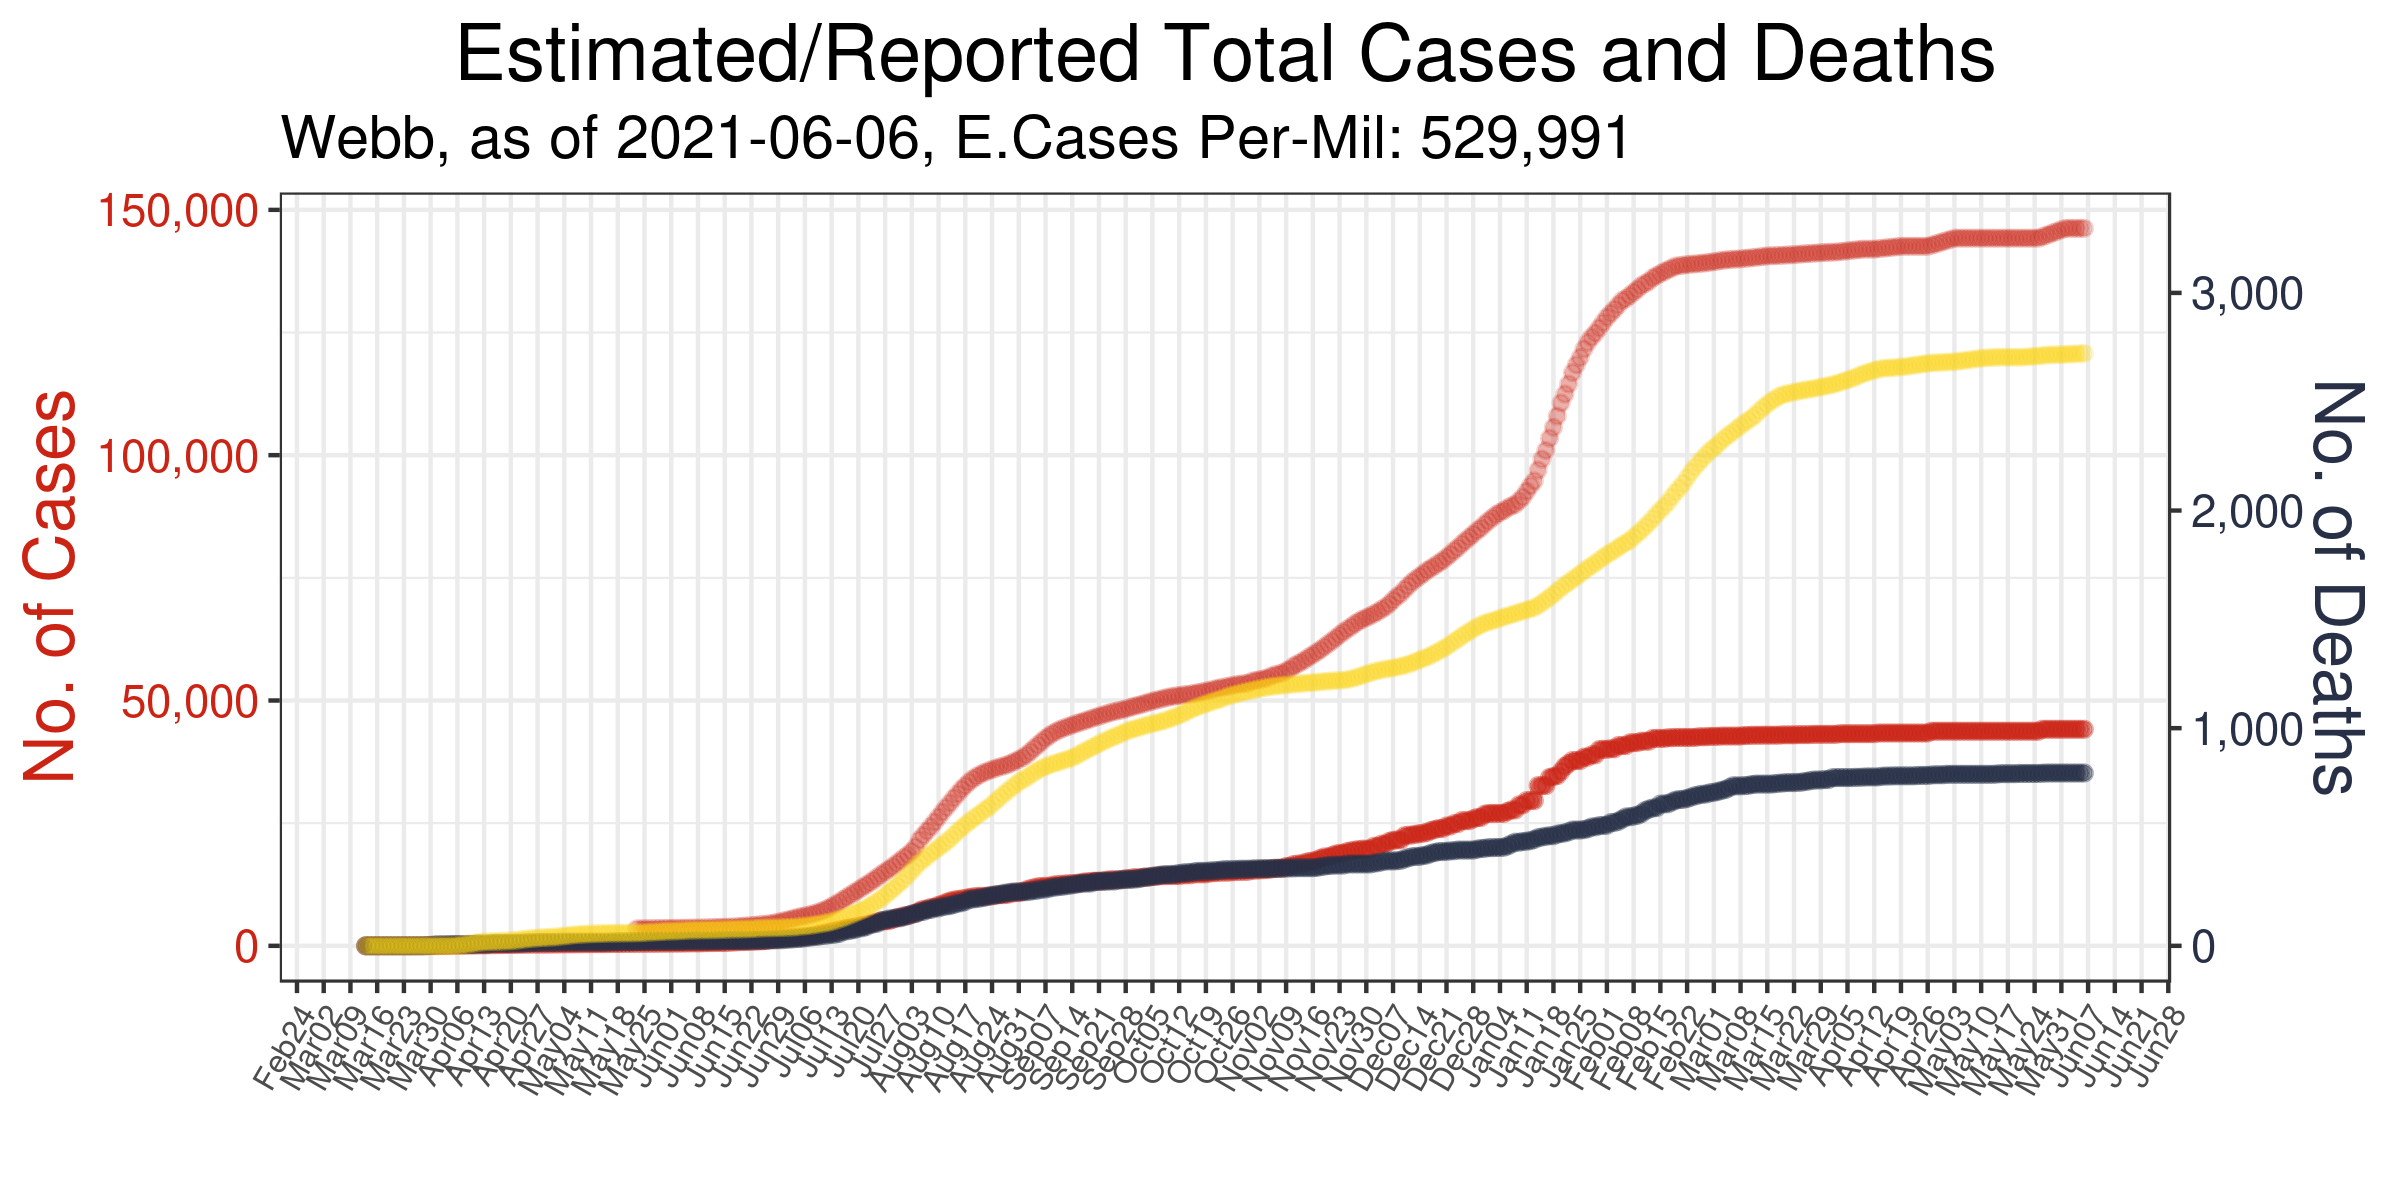 Estimated/Reported Total Cases and Deaths
Webb, as of 2021-06-06, E.Cases Per-Mil: 529,991
No. of Cases
150,000
100,000
50,000
0
3,000
2,000
1,000
0
No. of Deaths
Feb24
Mar02
Mar09
Mar16
Mar23
Mar30
Apr06
Apr13
Apr20
Apr27
May04
May11
May18
May25
Jun01
Jun08
Jun15
Jun22
Jun29
Jul06
Jul13
Jul20
Jul27
Aug03
Aug10
Aug17
Aug24
Aug31
Sep07
Sep14
Sep21
Sep28
Oct05
Oct12
Oct19
Oct26
Nov02
Nov09
Nov16
Nov23
Nov30
Dec07
Dec14
Dec21
Dec28
Jan04
Jan11
Jan18
Jan25
Feb01
Feb08
Feb15
Feb22
Mar01
Mar08
Mar15
Mar22
Mar29
Apr05
Apr12
Apr19
Apr26
May03
May10
May17
May24
May31
Jun07
Jun14
Jun21
Jun28